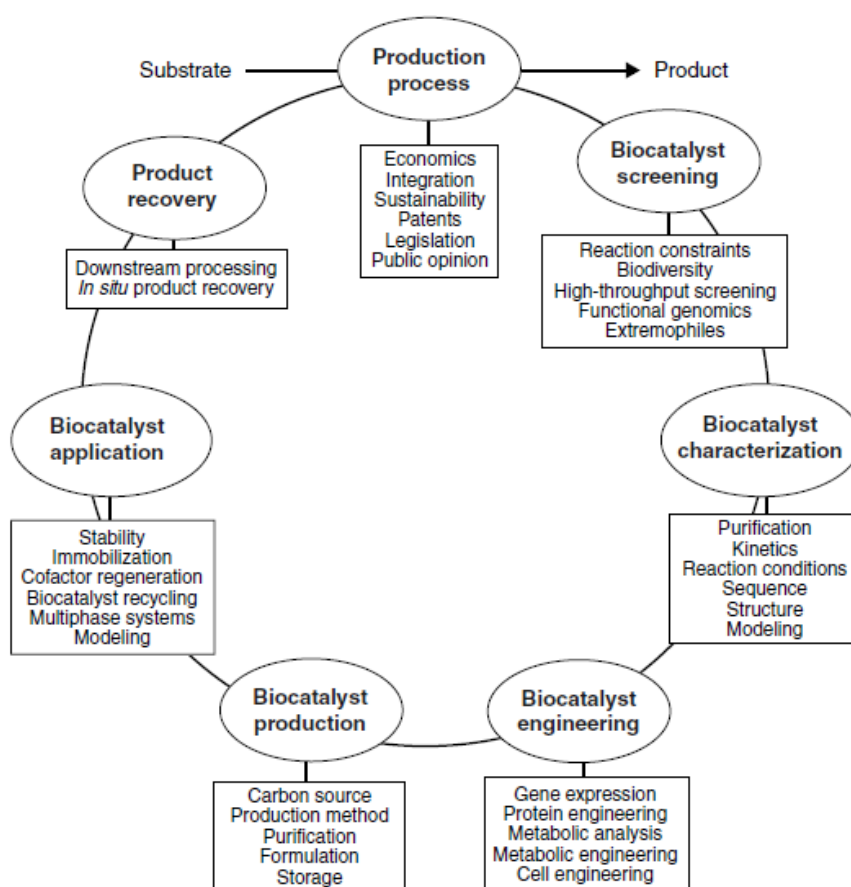 Substrate
Production
process
Product
Economics
Integration
Sustainability
Patents
Legislation
Public opinion
Biocatalyst
screening
Reaction constraints
Biodiversity
High-throughput screening
Functional genomics
Extremophiles
Biocatalyst
characterization
Purification
Kinetics
Reaction conditions
Sequence
Structure
Modeling
Biocatalyst
engineering
Gene expression
Protein engineering
Metabolic analysis
Metabolic engineering
Cell engineering
Biocatalyst
production
Carbon source
Production method
Purification
Formulation
Storage
Biocatalyst
application
Stability
Immobilization
Cofactor regeneration
Biocatalyst recycling
Multiphase systems
Modeling
Product
recovery
Downstream processing
In situ product recovery